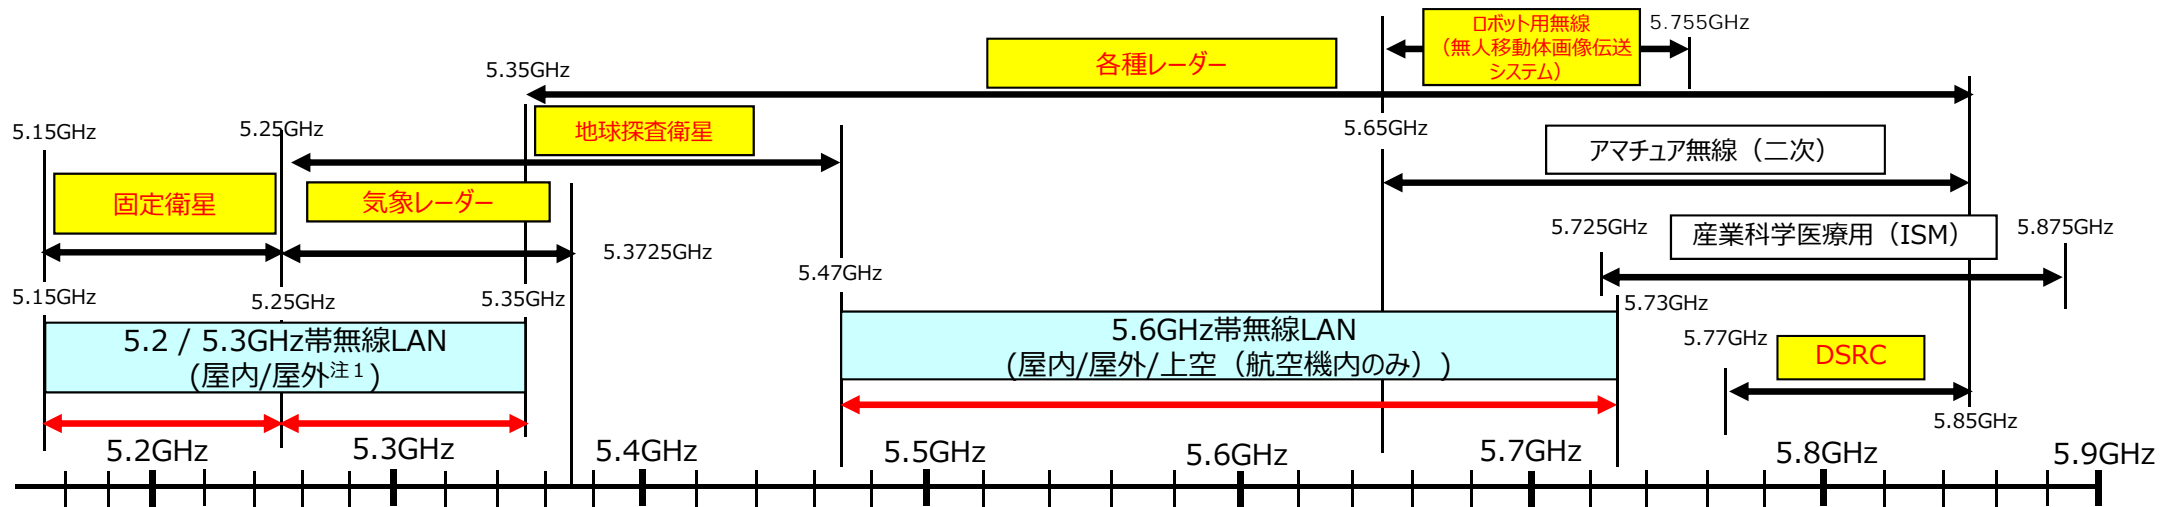 ロボット用無線
（無人移動体画像伝送
システム）
5.755GHz
各種レーダー
5.35GHz
地球探査衛星
5.15GHz
5.25GHz
5.65GHz
アマチュア無線（二次）
固定衛星
気象レーダー
5.725GHz
産業科学医療用（ISM）
5.875GHz
5.3725GHz
5.47GHz
5.15GHz
5.25GHz
5.35GHz
5.73GHz
5.2 / 5.3GHz帯無線LAN
(屋内/屋外注１)
5.6GHz帯無線LAN
(屋内/屋外/上空（航空機内のみ）)
5.77GHz
DSRC
5.85GHz
5.2GHz
5.3GHz
5.4GHz
5.5GHz
5.6GHz
5.7GHz
5.8GHz
5.9GHz